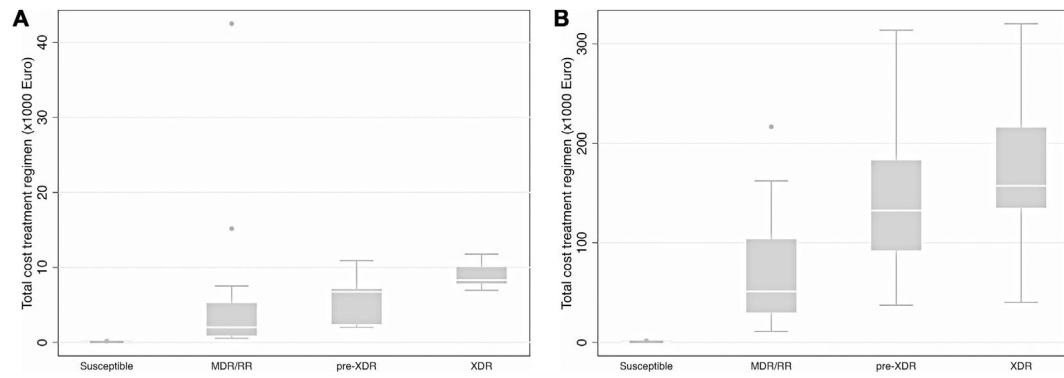 A
Total cost treatment regimen (x1000 Euro)
40
30
20
10
0
Susceptible
MDR/RR
pre-XDR
XDR
B
Total cost treatment regimen (x1000 Euro)
300
200
100
0
Susceptible
MDR/RR
pre-XDR
XDR